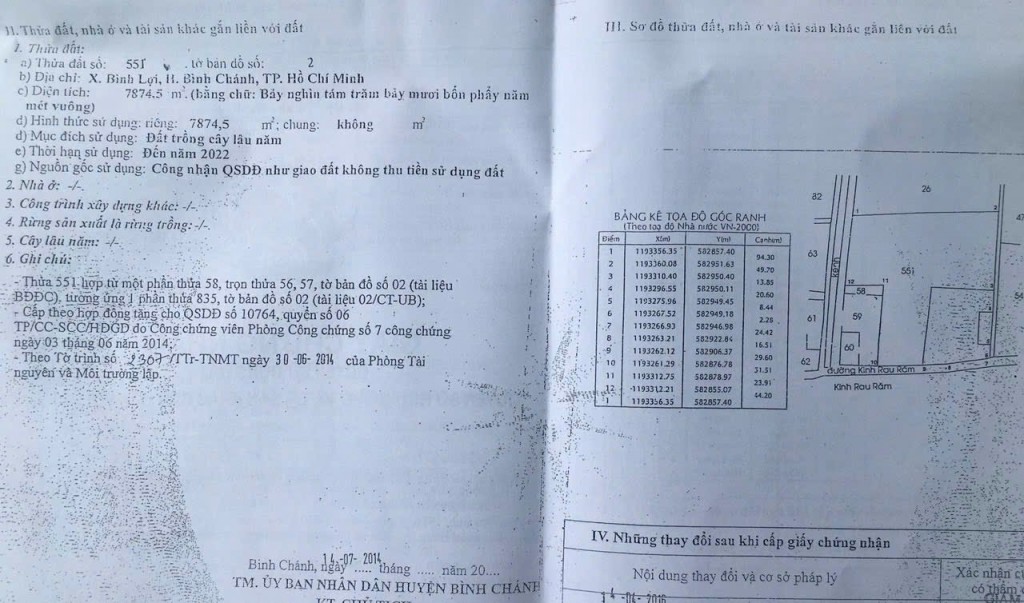 II. Thửa đất, nhà ở và tài sản khác gắn liền với đất
1. Thửa đất:
a) Thửa đất số: 551 . tờ bản đồ số: 2
b) Địa chỉ: X. Bình Lợi, H. Bình Chánh, TP. Hồ Chí Minh
c) Diện tích: 7874,5 m². (bằng chữ: Bảy nghìn tám trăm bảy mươi bốn phẩy năm
mét vuông)
d) Hình thức sử dụng: riêng: 7874,5 m²; chung: không m²
đ) Mục đích sử dụng: Đất trồng cây lâu năm
e) Thời hạn sử dụng: Đến năm 2022
g) Nguồn gốc sử dụng: Công nhận QSDĐ như giao đất không thu tiền sử dụng đất
2. Nhà ở: -/-.
3. Công trình xây dựng khác: -/-.
4. Rừng sản xuất là rừng trồng: -/-.
5. Cây lâu năm: -/-.
6. Ghi chú:
- Thửa 551 hợp từ một phần thửa 58, trọn thửa 56, 57, tờ bản đồ số 02 (tài liệu
BĐĐC), tương ứng 1 phần thửa 835, tờ bản đồ số 02 (tài liệu 02/CT-UB);
- Cấp theo hợp đồng tặng cho QSDĐ số 10764, quyển số 06
TP/CC-SCC/HĐGD do Công chứng viên Phòng Công chứng số 7 công chứng
ngày 03 tháng 06 năm 2014;
- Theo Tờ trình số 2367/TTr-TNMT ngày 30-06-2014 của Phòng Tài
nguyên và Môi trường lập.
Bình Chánh, ngày 14-07-2014 tháng ..... năm 20....
TM. ỦY BAN NHÂN DÂN HUYỆN BÌNH CHÁNH
KT. CHỦ TỊCH
III. Sơ đồ thửa đất, nhà ở và tài sản khác gắn liền với đất
BẢNG KÊ TỌA ĐỘ GÓC RANH
(Theo toạ độ Nhà nước VN-2000)
Điểm X(m) Y(m) Cạnh(m)
1 1193356.35 582857.40
94.30
2 1193360.08 582951.63
49.70
3 1193310.40 582950.40
13.85
4 1193296.55 582950.11
20.60
5 1193275.96 582949.45
8.44
6 1193267.52 582949.18
2.28
7 1193266.93 582946.98
24.42
8 1193263.21 582922.84
16.51
9 1193262.12 582906.37
29.60
10 1193261.29 582876.78
51.51
11 1193312.75 582878.97
23.91
12 1193312.21 582855.07
44.20
1 1193356.35 582857.40
82
26
1
2
63
551
12
11
58
3
61
59
60
62
10
đường Kinh Rau Răm
Kinh Rau Răm
IV. Những thay đổi sau khi cấp giấy chứng nhận
Nội dung thay đổi và cơ sở pháp lý
Xác nhận
có thẩm
14-04-2016
GIÁM